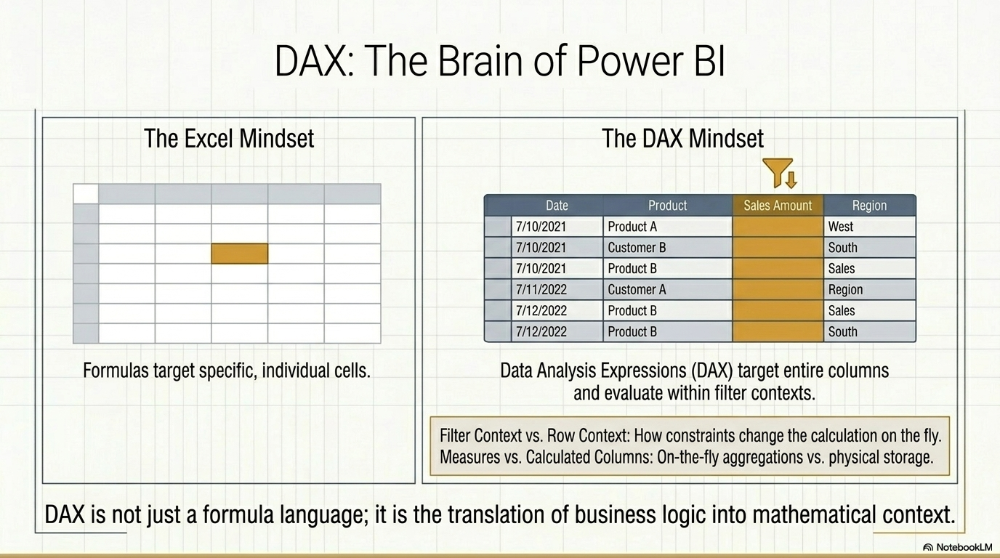 DAX: The Brain of Power BI
The Excel Mindset
Formulas target specific, individual cells.
The DAX Mindset
Date Product Sales Amount Region
7/10/2021 Product A West
7/10/2021 Customer B South
7/10/2021 Product B Sales
7/11/2022 Customer A Region
7/12/2022 Product B Sales
7/12/2022 Product B South
Data Analysis Expressions (DAX) target entire columns
and evaluate within filter contexts.
Filter Context vs. Row Context: How constraints change the calculation on the fly.
Measures vs. Calculated Columns: On-the-fly aggregations vs. physical storage.
DAX is not just a formula language; it is the translation of business logic into mathematical context.
NotebookLM